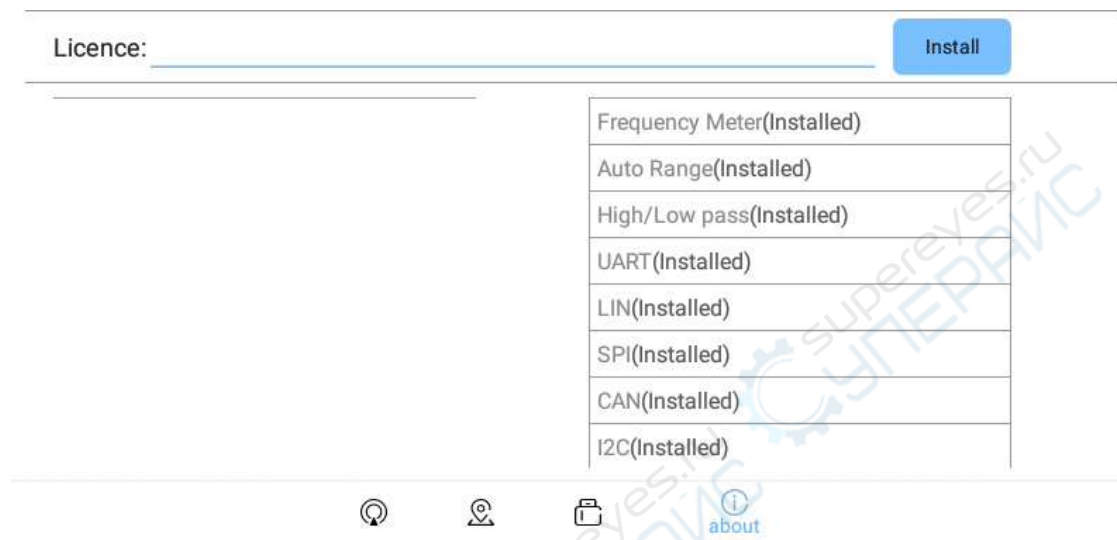 Licence:
Install
Frequency Meter(Installed)
Auto Range(Installed)
High/Low pass(Installed)
UART(Installed)
LIN(Installed)
SPI(Installed)
CAN(Installed)
I2C(Installed)
about
supereyes.ru
СУПЕРАЙС